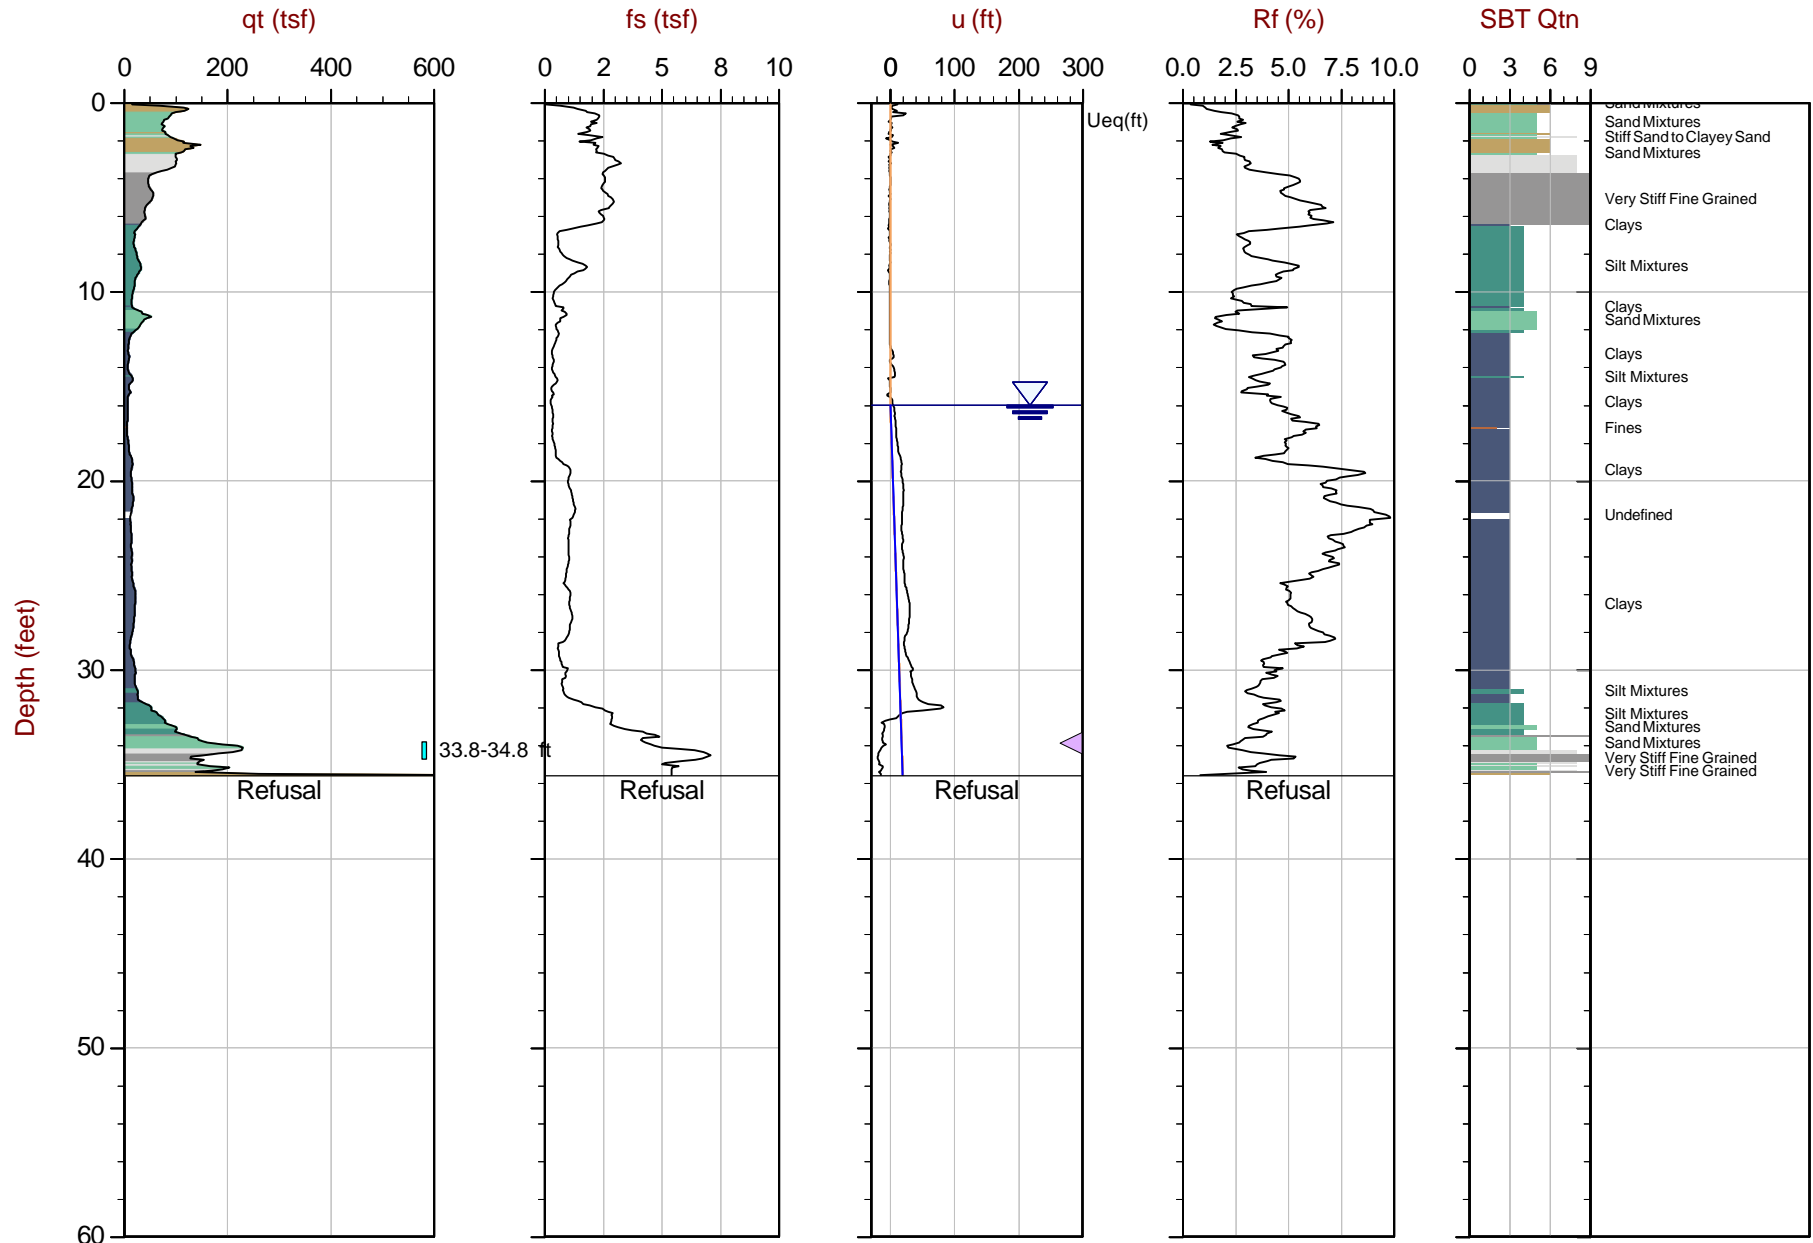 qt (tsf) fs (tsf) u (ft) Rf (%) SBT Qtn
0 200 400 600 0 2 5 8 10 0 100 200 300 0.0 2.5 5.0 7.5 10.0 0 3 6 9
0
Ueq(ft)
Sand Mixtures
Sand Mixtures
Stiff Sand to Clayey Sand
Sand Mixtures
Very Stiff Fine Grained
Clays
Silt Mixtures
10
Clays
Sand Mixtures
Clays
Silt Mixtures
Clays
Fines
Clays
20
Undefined
Clays
Depth (feet)
30
Silt Mixtures
Silt Mixtures
Sand Mixtures
Sand Mixtures
33.8-34.8 ft
Very Stiff Fine Grained
Very Stiff Fine Grained
Refusal Refusal Refusal Refusal
40
50
60